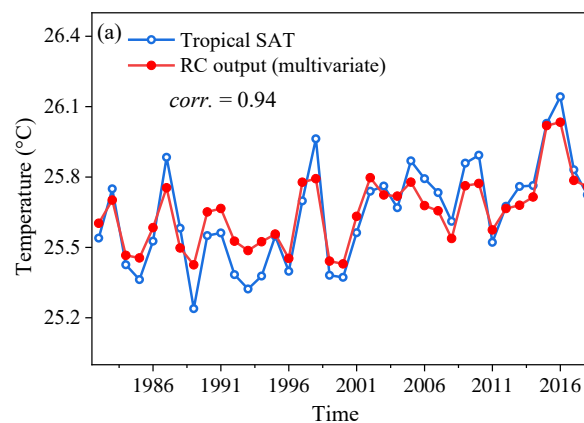 (a)
Tropical SAT
RC output (multivariate)
corr. = 0.94
Temperature (°C)
26.4
26.1
25.8
25.5
25.2
1986
1991
1996
2001
2006
2011
2016
Time